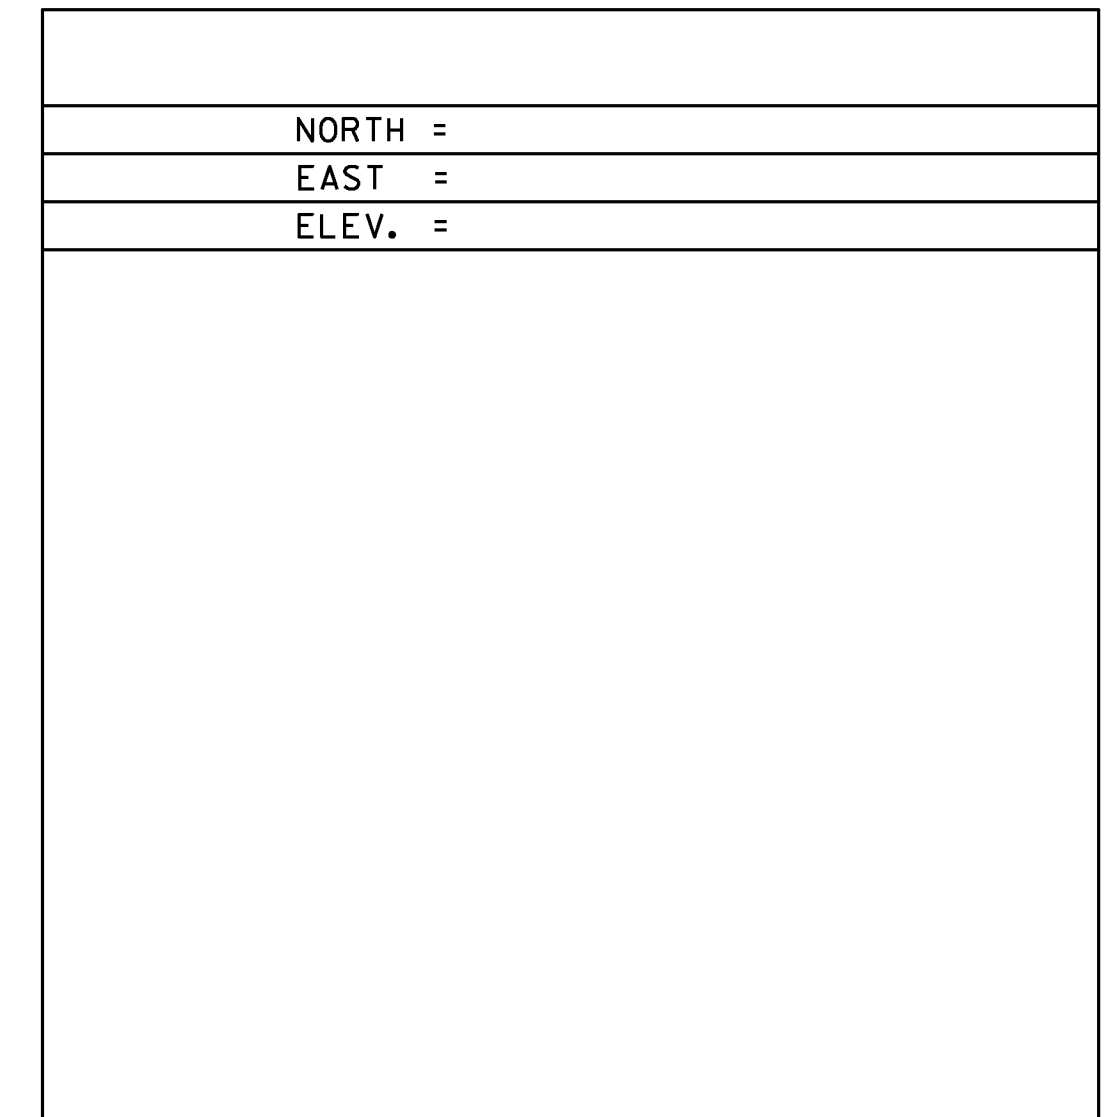 NORTH =
EAST =
ELEV. =